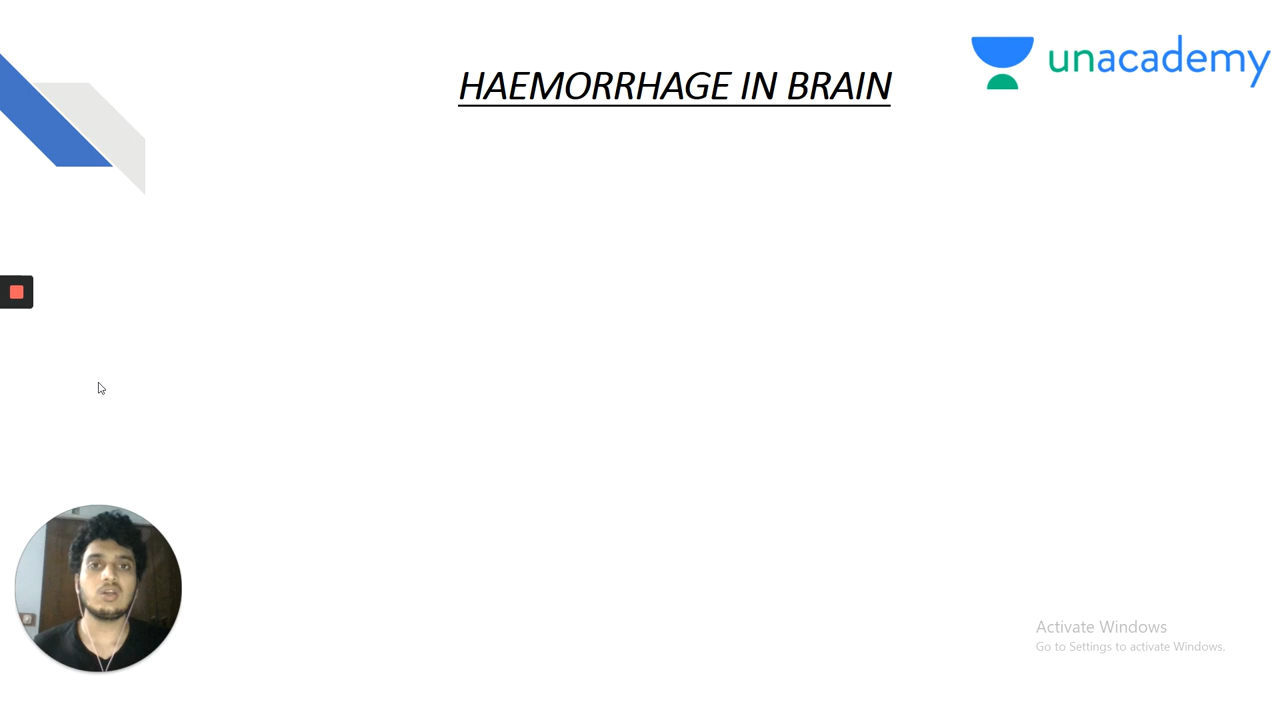 HAEMORRHAGE IN BRAIN
unacademy
Activate Windows
Go to Settings to activate Windows.